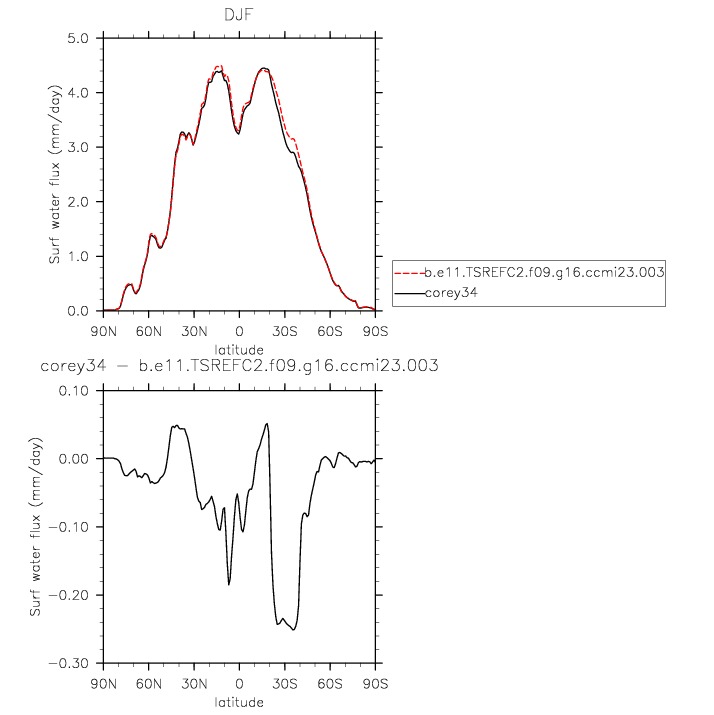 DJF
5.0
4.0
3.0
2.0
1.0
0.0
Surf water flux (mm/day)
90N 60N 30N 0 30S 60S 90S
latitude
b.e11.TSREFC2.f09.g16.ccmi23.003
corey34
corey34 − b.e11.TSREFC2.f09.g16.ccmi23.003
0.10
0.00
−0.10
−0.20
−0.30
Surf water flux (mm/day)
90N 60N 30N 0 30S 60S 90S
latitude